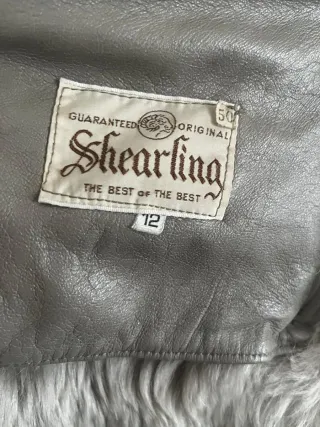 50
GUARANTEED ORIGINAL
Shearling
THE BEST OF THE BEST
12